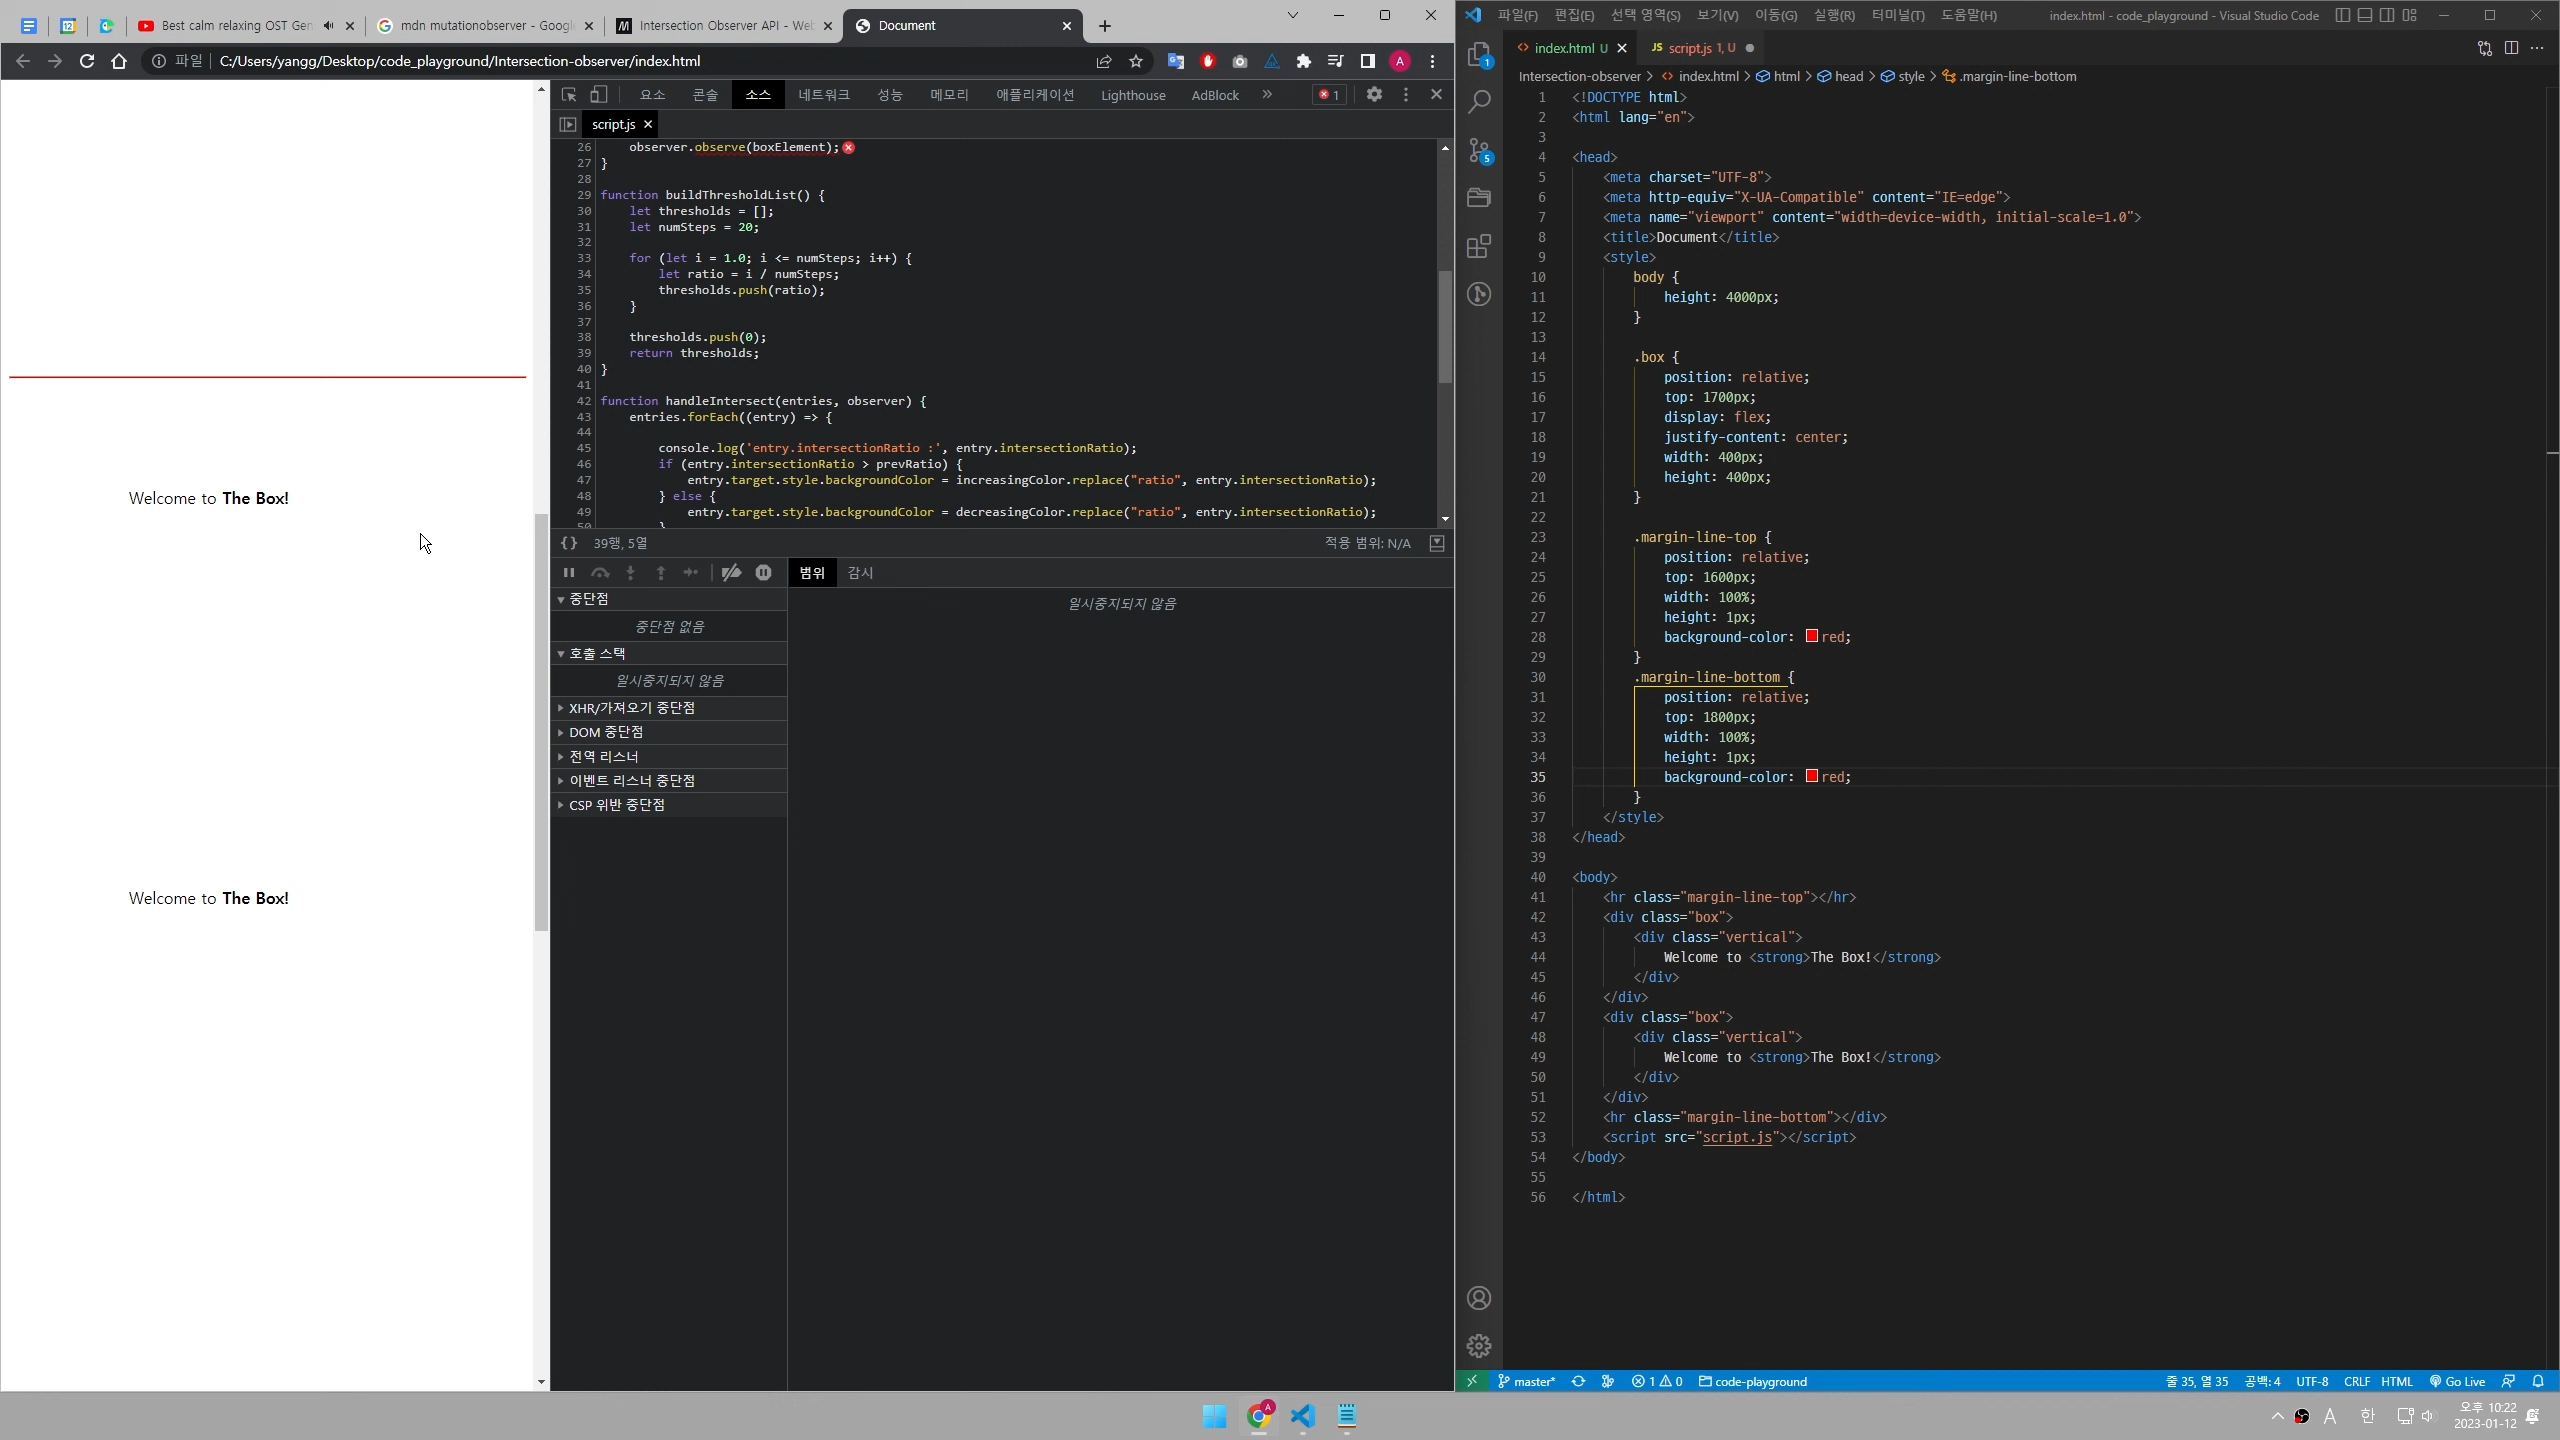 Best calm relaxing OST Gen
mdn mutationobserver - Googl
Intersection Observer API - Web
Document
파일
C:/Users/yangg/Desktop/code_playground/Intersection-observer/index.html
Welcome to The Box!
Welcome to The Box!
요소 콘솔 소스 네트워크 성능 메모리 애플리케이션 Lighthouse AdBlock » 1
script.js
26 observer.observe(boxElement);
27 }
28
29 function buildThresholdList() {
30 let thresholds = [];
31 let numSteps = 20;
32
33 for (let i = 1.0; i <= numSteps; i++) {
34 let ratio = i / numSteps;
35 thresholds.push(ratio);
36 }
37
38 thresholds.push(0);
39 return thresholds;
40 }
41
42 function handleIntersect(entries, observer) {
43 entries.forEach((entry) => {
44
45 console.log('entry.intersectionRatio :', entry.intersectionRatio);
46 if (entry.intersectionRatio > prevRatio) {
47 entry.target.style.backgroundColor = increasingColor.replace("ratio", entry.intersectionRatio);
48 } else {
49 entry.target.style.backgroundColor = decreasingColor.replace("ratio", entry.intersectionRatio);
50 }
{} 39행, 5열
적용 범위: N/A
범위 감시
중단점
중단점 없음
호출 스택
일시중지되지 않음
XHR/가져오기 중단점
DOM 중단점
전역 리스너
이벤트 리스너 중단점
CSP 위반 중단점
일시중지되지 않음
파일(F) 편집(E) 선택 영역(S) 보기(V) 이동(G) 실행(R) 터미널(T) 도움말(H)
index.html - code_playground - Visual Studio Code
index.html U
JS script.js 1, U
Intersection-observer > index.html > html > head > style > .margin-line-bottom
1
5
1 <!DOCTYPE html>
2 <html lang="en">
3
4 <head>
5 <meta charset="UTF-8">
6 <meta http-equiv="X-UA-Compatible" content="IE=edge">
7 <meta name="viewport" content="width=device-width, initial-scale=1.0">
8 <title>Document</title>
9 <style>
10 body {
11 height: 4000px;
12 }
13
14 .box {
15 position: relative;
16 top: 1700px;
17 display: flex;
18 justify-content: center;
19 width: 400px;
20 height: 400px;
21 }
22
23 .margin-line-top {
24 position: relative;
25 top: 1600px;
26 width: 100%;
27 height: 1px;
28 background-color: red;
29 }
30 .margin-line-bottom {
31 position: relative;
32 top: 1800px;
33 width: 100%;
34 height: 1px;
35 background-color: red;
36 }
37 </style>
38 </head>
39
40 <body>
41 <hr class="margin-line-top"></hr>
42 <div class="box">
43 <div class="vertical">
44 Welcome to <strong>The Box!</strong>
45 </div>
46 </div>
47 <div class="box">
48 <div class="vertical">
49 Welcome to <strong>The Box!</strong>
50 </div>
51 </div>
52 <hr class="margin-line-bottom"></div>
53 <script src="script.js"></script>
54 </body>
55
56 </html>
master* 1 0 code-playground
줄 35, 열 35 공백: 4 UTF-8 CRLF HTML Go Live
A 한
오후 10:22
2023-01-12